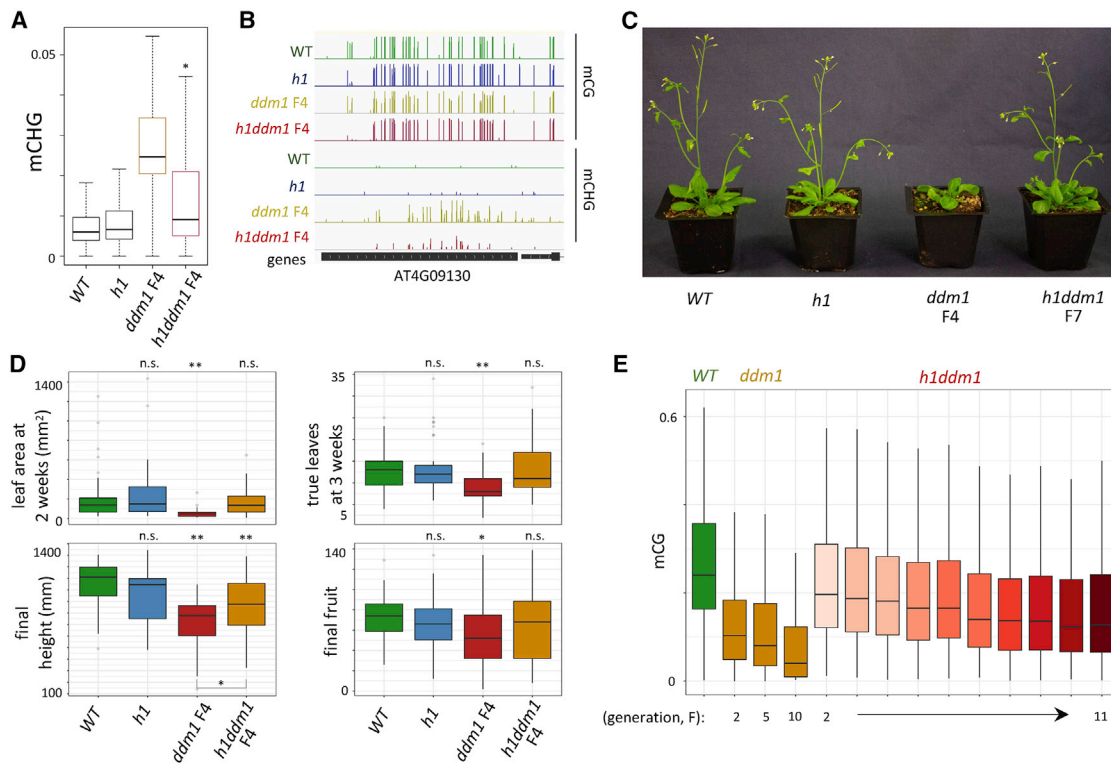 A
0.05
mCHG
0
*
WT
h1
ddm1 F4
h1ddm1 F4
B
WT
h1
ddm1 F4
h1ddm1 F4
mCG
WT
h1
ddm1 F4
h1ddm1 F4
mCHG
genes
AT4G09130
C
WT
h1
ddm1
F4
h1ddm1
F7
D
n.s. ** n.s.
1400
leaf area at
2 weeks (mm²)
0
n.s. ** n.s.
35
true leaves
at 3 weeks
5
n.s. ** **
1400
final
height (mm)
100
*
WT
h1
ddm1 F4
h1ddm1
F4
n.s. * n.s.
140
final fruit
0
WT
h1
ddm1 F4
h1ddm1
F4
E
WT ddm1 h1ddm1
0.6
mCG
0
(generation, F): 2 5 10 2 11